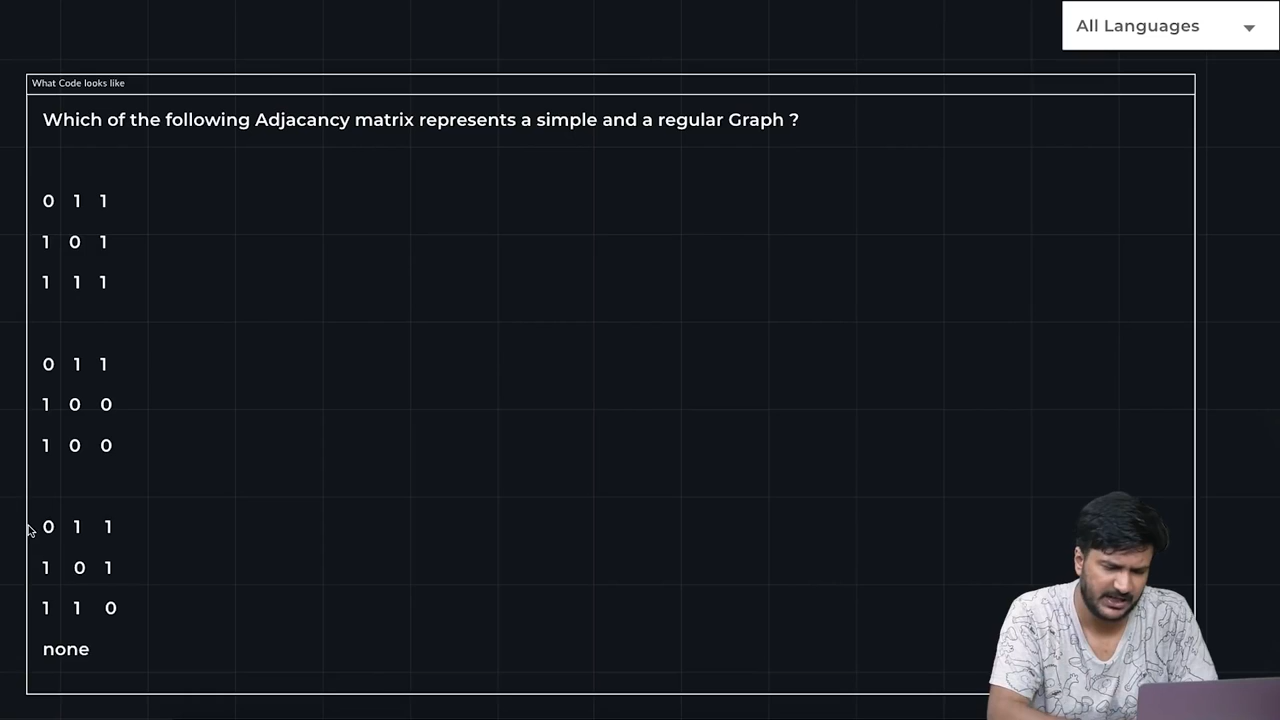 All Languages
What Code looks like
Which of the following Adjacancy matrix represents a simple and a regular Graph ?
0 1 1
1 0 1
1 1 1
0 1 1
1 0 0
1 0 0
0 1 1
1 0 1
1 1 0
none